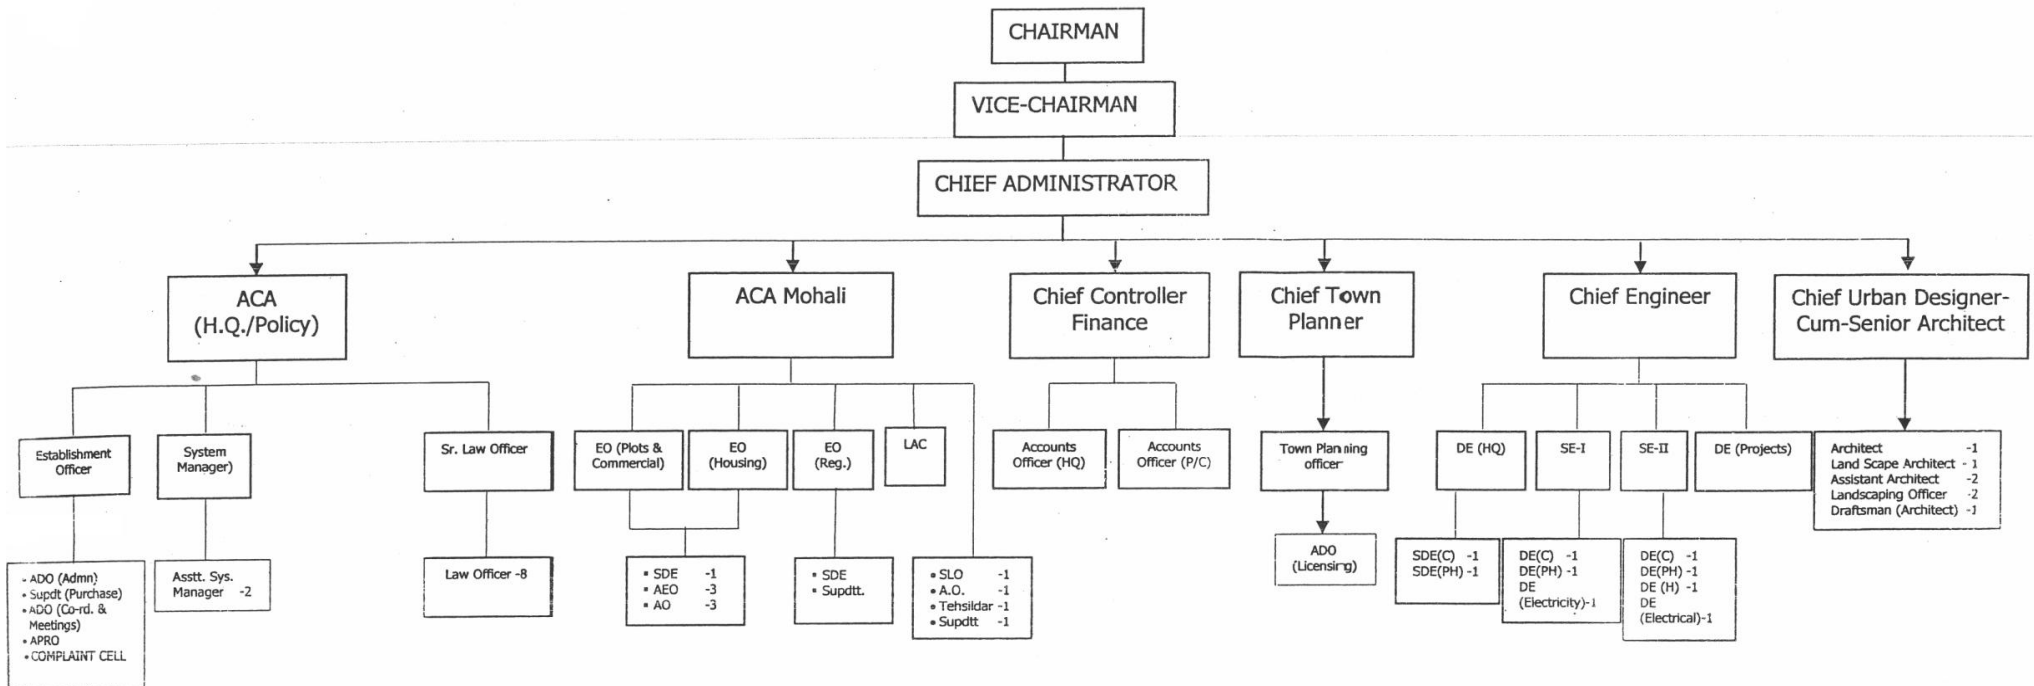 CHAIRMAN
VICE-CHAIRMAN
CHIEF ADMINISTRATOR
ACA
(H.Q./Policy)
ACA Mohali
Chief Controller
Finance
Chief Town
Planner
Chief Engineer
Chief Urban Designer-
Cum-Senior Architect
Establishment
Officer
System
Manager)
Sr. Law Officer
EO (Plots &
Commercial)
EO
(Housing)
EO
(Reg.)
LAC
Accounts
Officer (HQ)
Accounts
Officer (P/C)
Town Planning
officer
DE (HQ)
SE-I
SE-II
DE (Projects)
Architect -1
Land Scape Architect - 1
Assistant Architect -2
Landscaping Officer -2
Draftsman (Architect) -1
- ADO (Admn)
• Supdt (Purchase)
• ADO (Co-rd. &
Meetings)
• APRO
• COMPLAINT CELL
Asstt. Sys.
Manager -2
Law Officer -8
▪ SDE -1
▪ AEO -3
▪ AO -3
▪ SDE
▪ Supdtt.
• SLO -1
• A.O. -1
• Tehsildar -1
• Supdtt -1
ADO
(Licensing)
SDE(C) -1
SDE(PH) -1
DE(C) -1
DE(PH) -1
DE
(Electricity)-1
DE(C) -1
DE(PH) -1
DE (H) -1
DE
(Electrical)-1